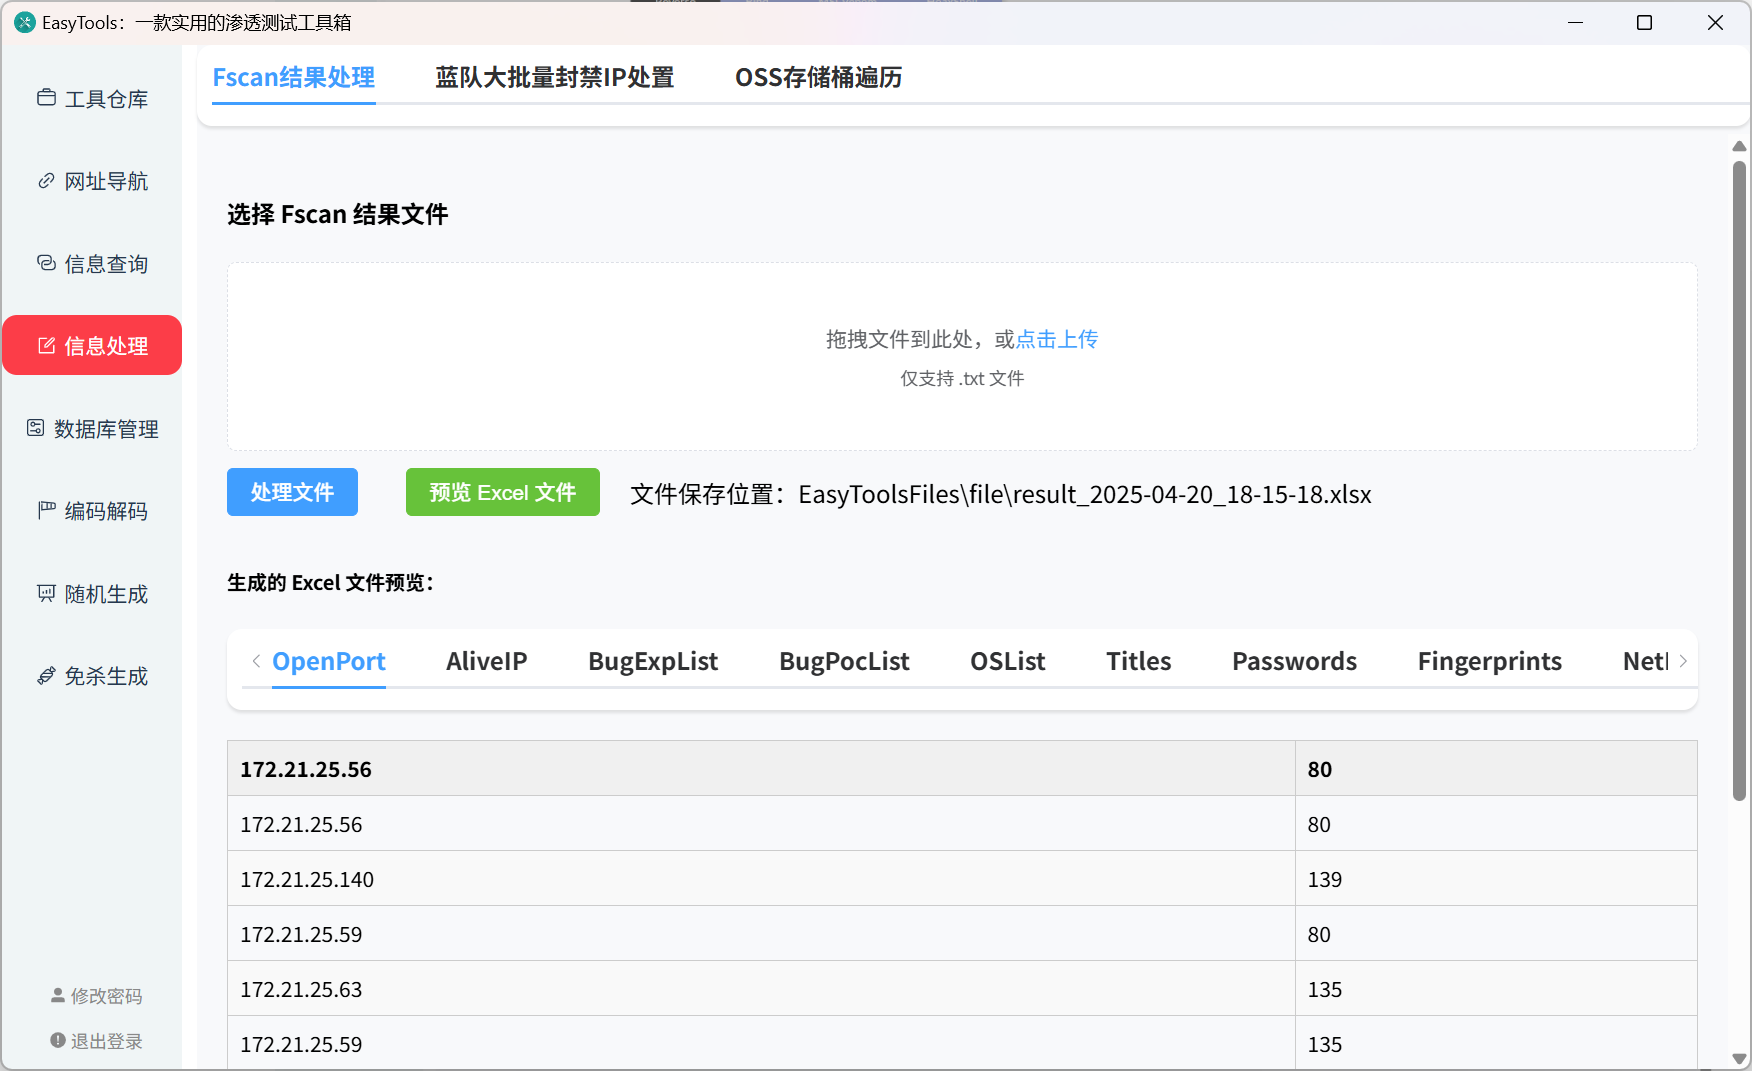 EasyTools：一款实用的渗透测试工具箱
Fscan结果处理 蓝队大批量封禁IP处置 OSS存储桶遍历
工具仓库
网址导航
信息查询
信息处理
数据库管理
编码解码
随机生成
免杀生成
修改密码
退出登录
选择 Fscan 结果文件
拖拽文件到此处，或点击上传
仅支持 .txt 文件
处理文件 预览 Excel 文件 文件保存位置：EasyToolsFiles\file\result_2025-04-20_18-15-18.xlsx
生成的 Excel 文件预览：
OpenPort AliveIP BugExpList BugPocList OSList Titles Passwords Fingerprints
172.21.25.56 80
172.21.25.56 80
172.21.25.140 139
172.21.25.59 80
172.21.25.63 135
172.21.25.59 135